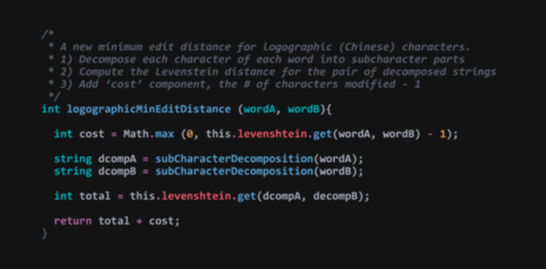 /*
* A new minimum edit distance for logographic (Chinese) characters.
* 1) Decompose each character of each word into subcharacter parts
* 2) Compute the Levenstein distance for the pair of decomposed strings
* 3) Add ‘cost’ component, the # of characters modified - 1
*/
int logographicMinEditDistance (wordA, wordB){
int cost = Math.max (0, this.levenshtein.get(wordA, wordB) - 1);
string dcompA = subCharacterDecomposition(wordA);
string dcompB = subCharacterDecomposition(wordB);
int total = this.levenshtein.get(dcompA, decompB);
return total + cost;
}